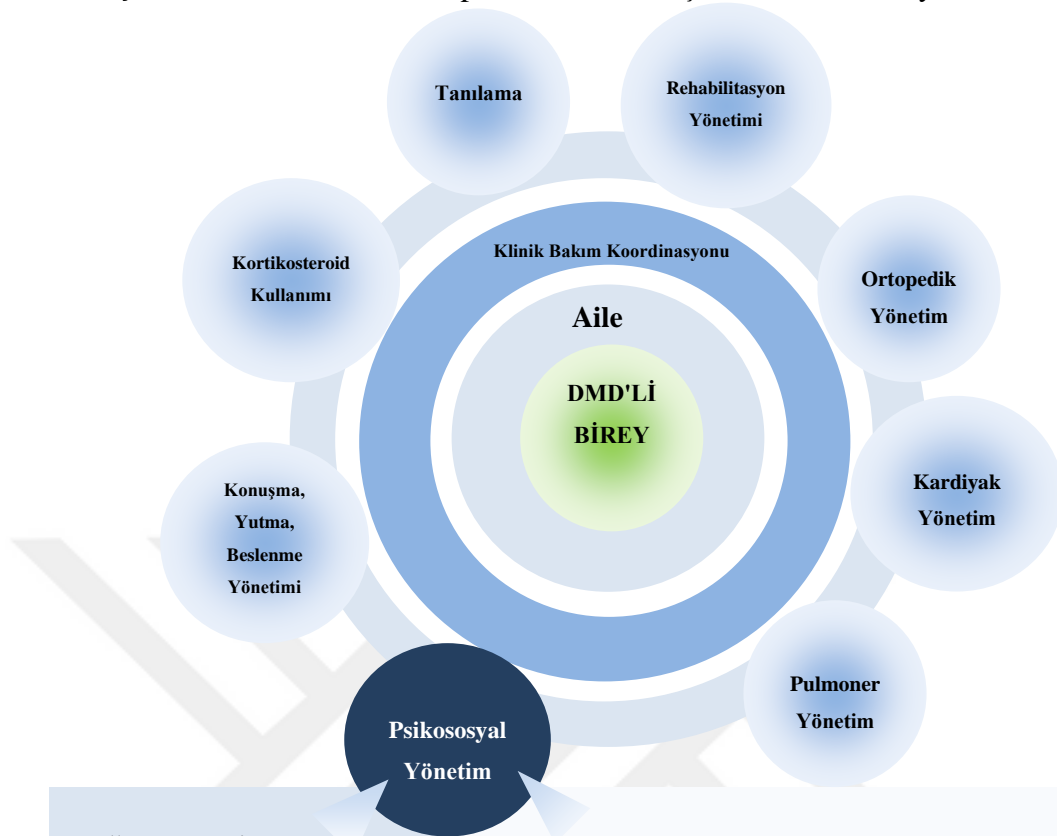 Tanılama
Rehabilitasyon
Yönetimi
Klinik Bakım Koordinasyonu
Kortikosteroid
Kullanımı
Ortopedik
Yönetim
Aile
DMD'Lİ
BİREY
Kardiyak
Yönetim
Konuşma,
Yutma,
Beslenme
Yönetimi
Pulmoner
Yönetim
Psikososyal
Yönetim